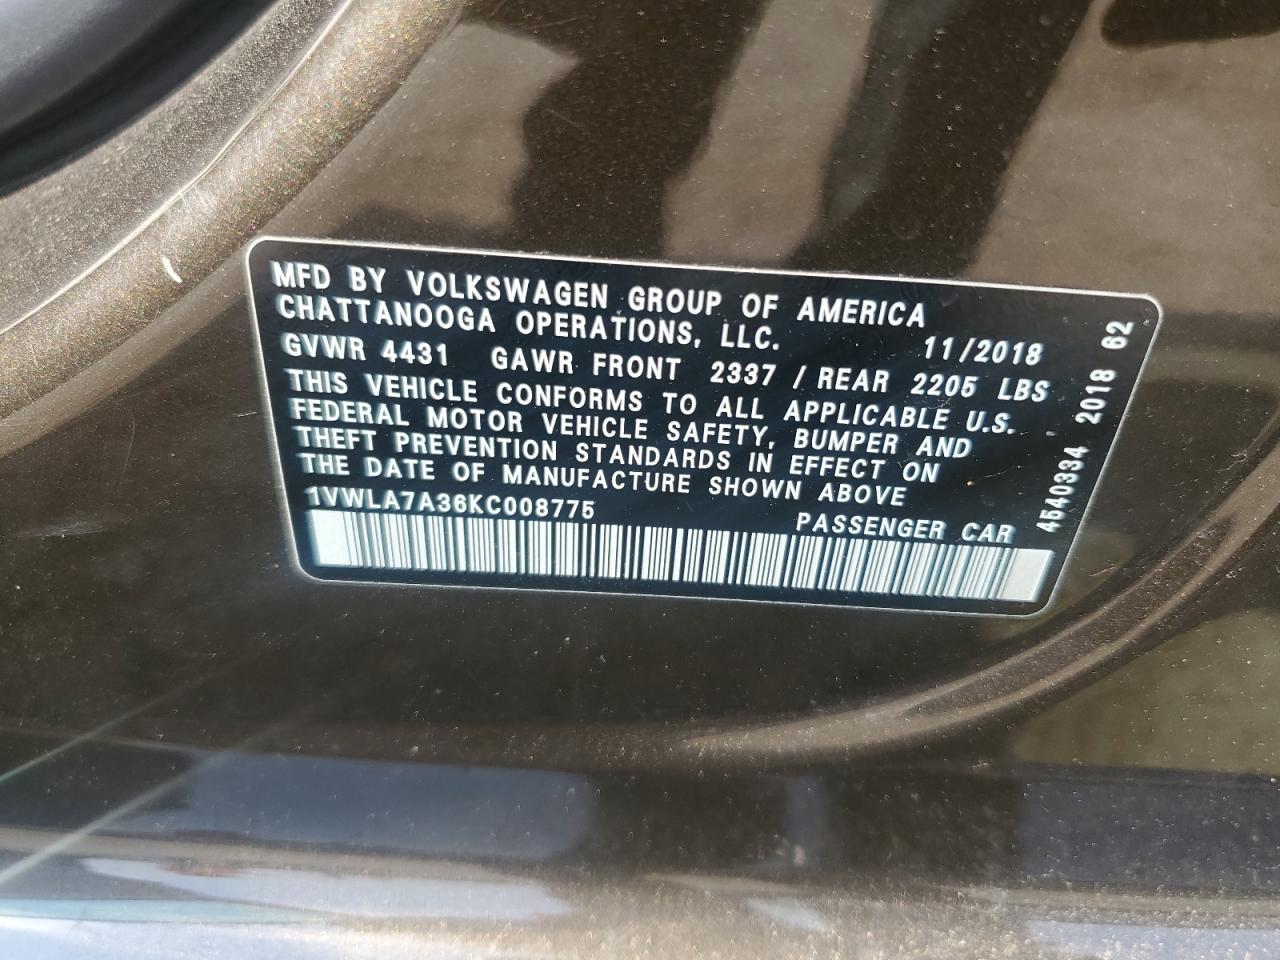 MFD BY VOLKSWAGEN GROUP OF AMERICA
CHATTANOOGA OPERATIONS, LLC. 11/2018
GVWR 4431 GAWR FRONT 2337 / REAR 2205 LBS
THIS VEHICLE CONFORMS TO ALL APPLICABLE U.S.
FEDERAL MOTOR VEHICLE SAFETY, BUMPER AND
THEFT PREVENTION STANDARDS IN EFFECT ON
THE DATE OF MANUFACTURE SHOWN ABOVE
1VWLA7A36KC008775 PASSENGER CAR
4540334 2018 62